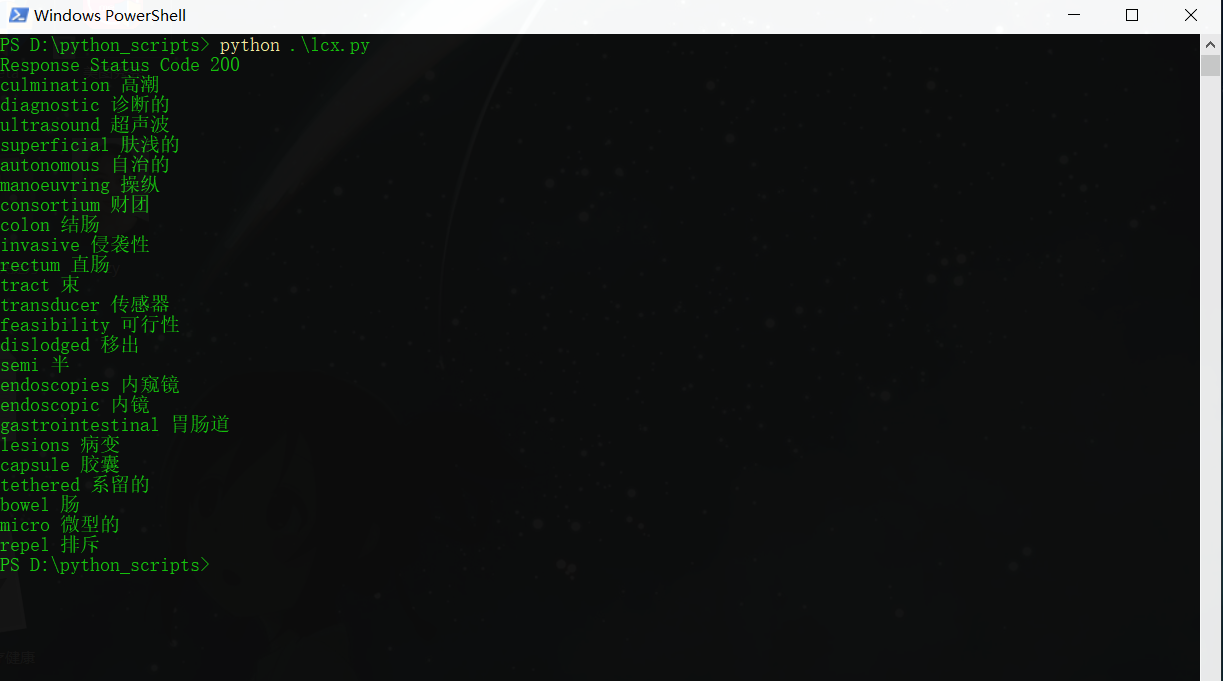 Windows PowerShell
PS D:\python_scripts> python .\lcx.py
Response Status Code 200
culmination 高潮
diagnostic 诊断的
ultrasound 超声波
superficial 肤浅的
autonomous 自治的
manoeuvring 操纵
consortium 财团
colon 结肠
invasive 侵袭性
rectum 直肠
tract 束
transducer 传感器
feasibility 可行性
dislodged 移出
semi 半
endoscopies 内窥镜
endoscopic 内镜
gastrointestinal 胃肠道
lesions 病变
capsule 胶囊
tethered 系留的
bowel 肠
micro 微型的
repel 排斥
PS D:\python_scripts>